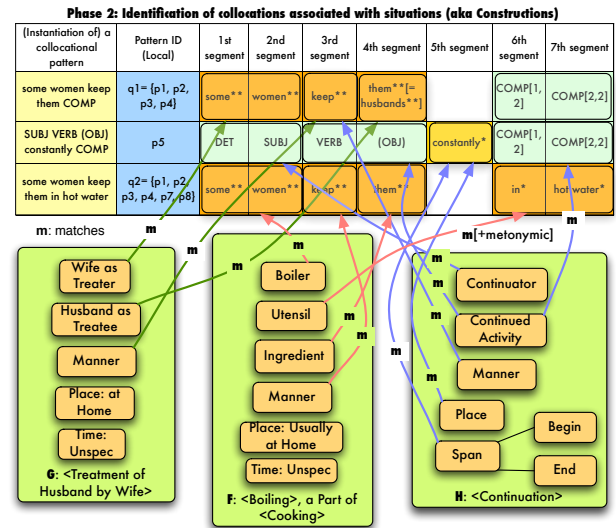 Phase 2: Identification of collocations associated with situations (aka Constructions)
(Instantiation of) a collocational pattern
Pattern ID (Local)
1st segment
2nd segment
3rd segment
4th segment
5th segment
6th segment
7th segment
some women keep them COMP
q1= {p1, p2, p3, p4}
some**
women**
keep**
them**[= husbands**]
COMP[1, 2]
COMP[2,2]
SUBJ VERB (OBJ) constantly COMP
p5
DET
SUBJ
VERB
(OBJ)
constantly*
COMP[1, 2]
COMP[2,2]
some women keep them in hot water
q2= {p1, p2, p3, p4, p7, p8}
some**
women**
keep**
them**
in*
hot water*
m: matches
m
m
m
m
m
m
m
m
m
m
m
m
m[+metonymic]
Wife as Treater
Husband as Treatee
Manner
Place: at Home
Time: Unspec
G: <Treatment of Husband by Wife>
Boiler
Utensil
Ingredient
Manner
Place: Usually at Home
Time: Unspec
F: <Boiling>, a Part of <Cooking>
Continuator
Continued Activity
Manner
Place
Span
Begin
End
H: <Continuation>